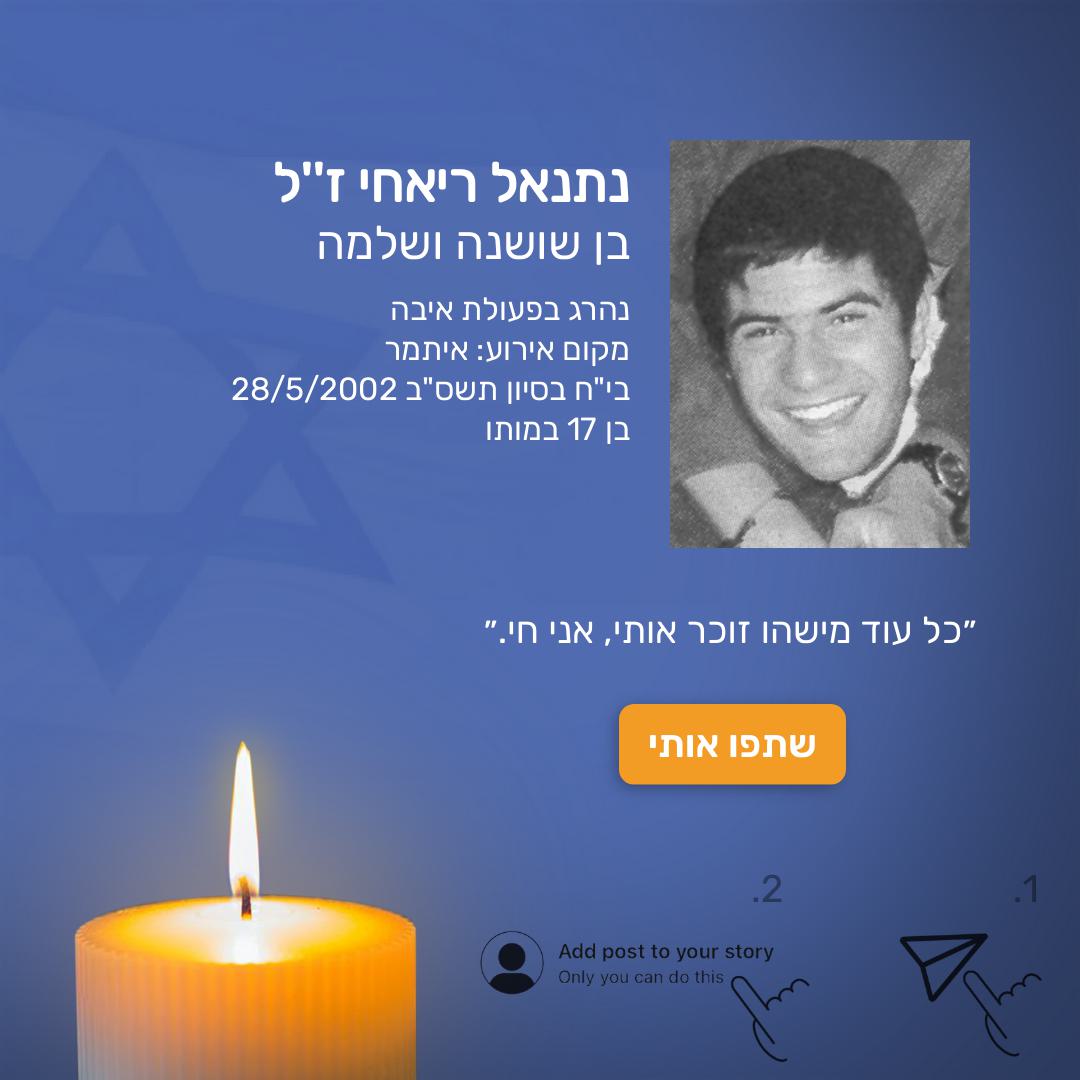 נתנאל ריאחי ז"ל
בן שושנה ושלמה
נהרג בפעולת איבה
מקום אירוע: איתמר
בי"ח בסיון תשס"ב 28/5/2002
בן 17 במותו
״כל עוד מישהו זוכר אותי, אני חי.״
שתפו אותי
1.
2.
Add post to your story
Only you can do this